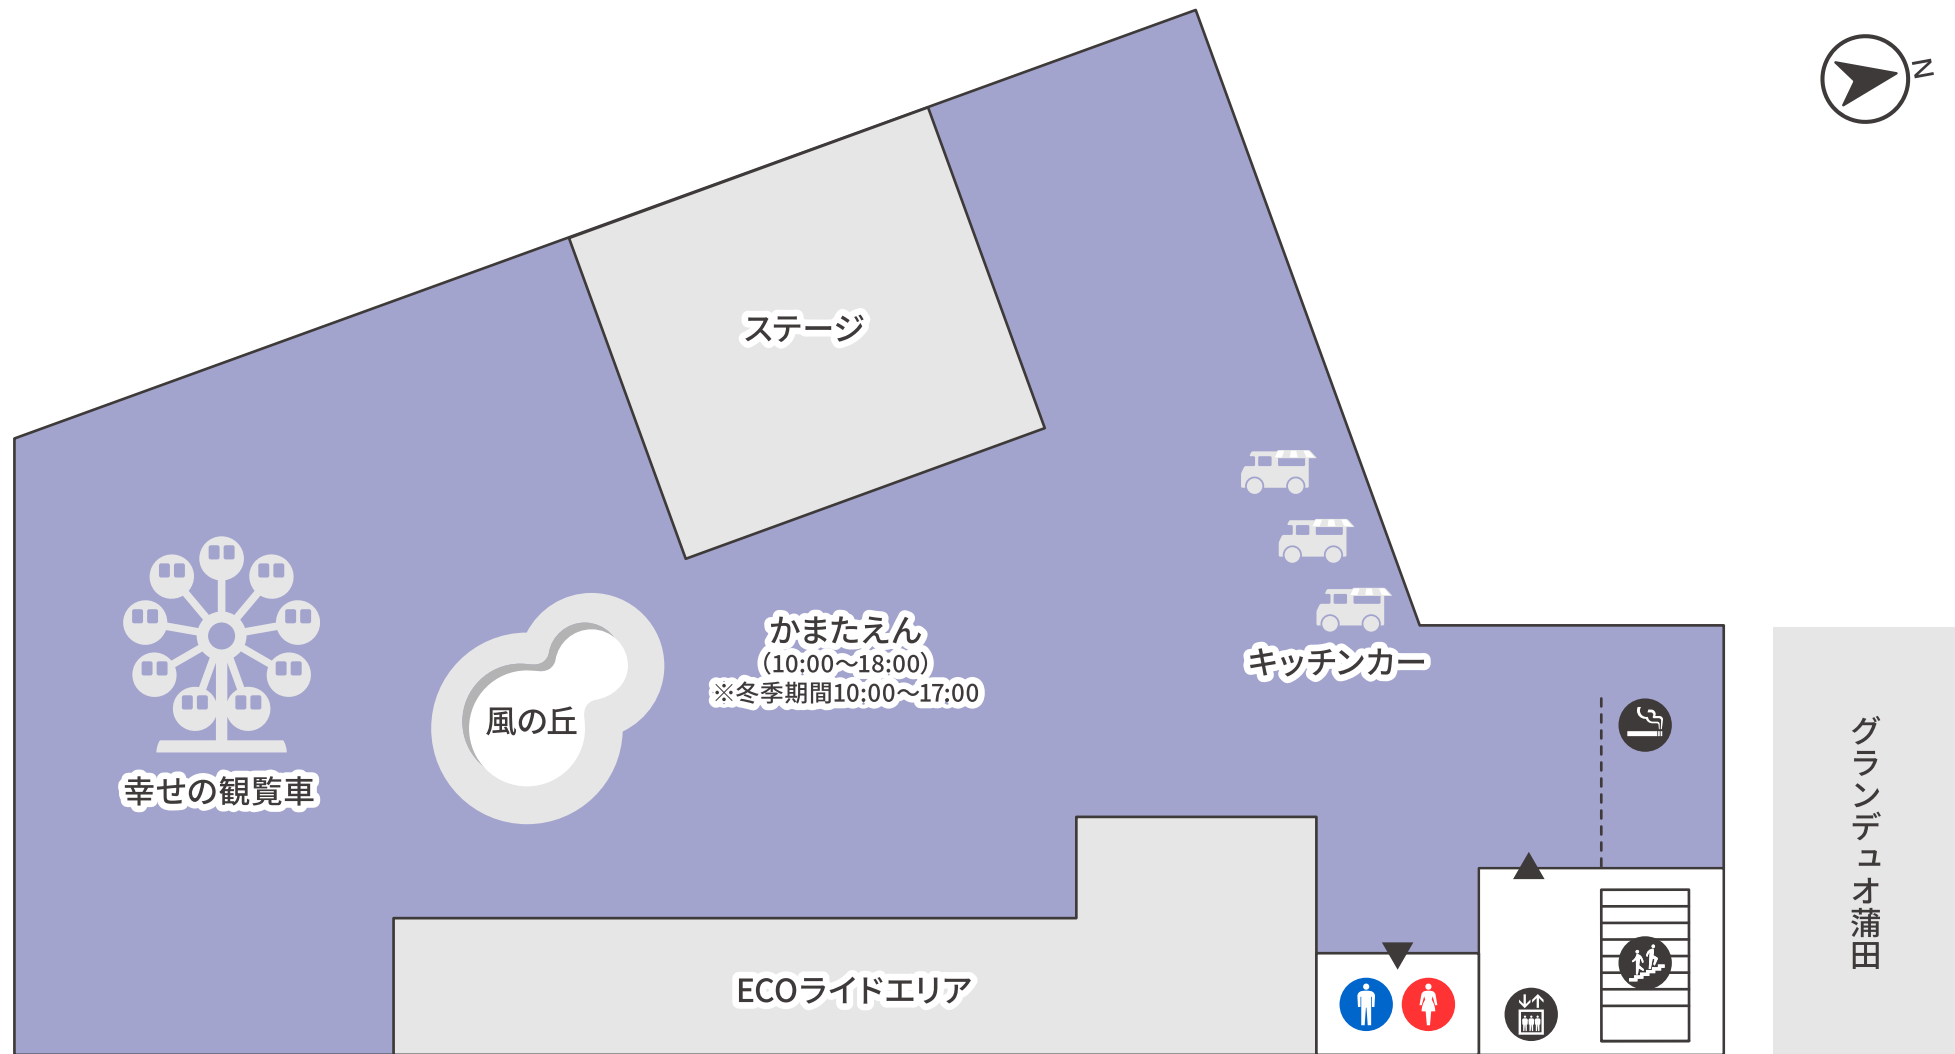 N
ステージ
かまたえん
（10:00～18:00）
※冬季期間10:00～17:00
キッチンカー
風の丘
幸せの観覧車
ECOライドエリア
グランデュオ蒲田